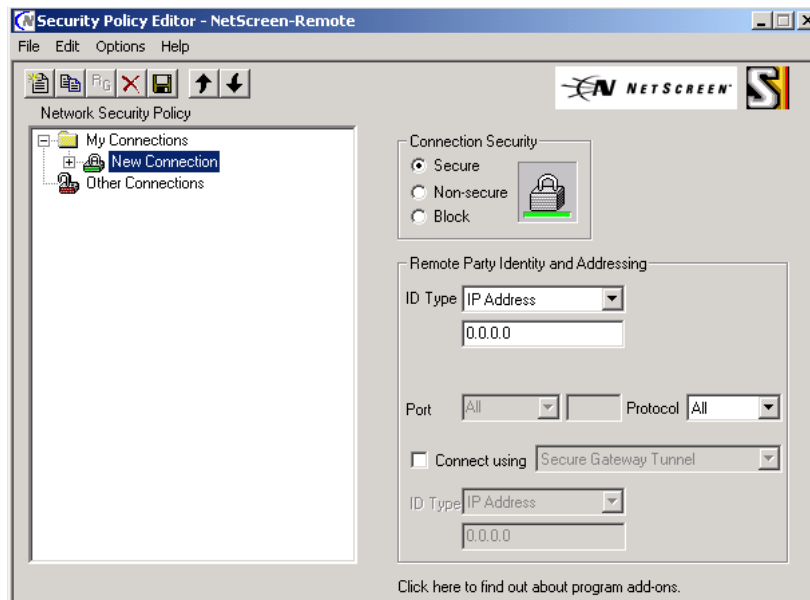 Security Policy Editor - NetScreen-Remote
File Edit Options Help
Network Security Policy
NETSCREEN
My Connections
New Connection
Other Connections
Connection Security
Secure
Non-secure
Block
Remote Party Identity and Addressing
ID Type IP Address
0.0.0.0
Port All Protocol All
Connect using Secure Gateway Tunnel
ID Type IP Address
0.0.0.0
Click here to find out about program add-ons.